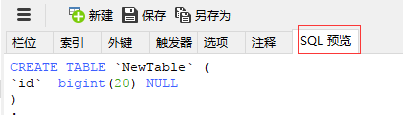 新建 保存 另存为
栏位 索引 外键 触发器 选项 注释 SQL 预览
CREATE TABLE `NewTable` (
`id`  bigint(20) NULL
)
;